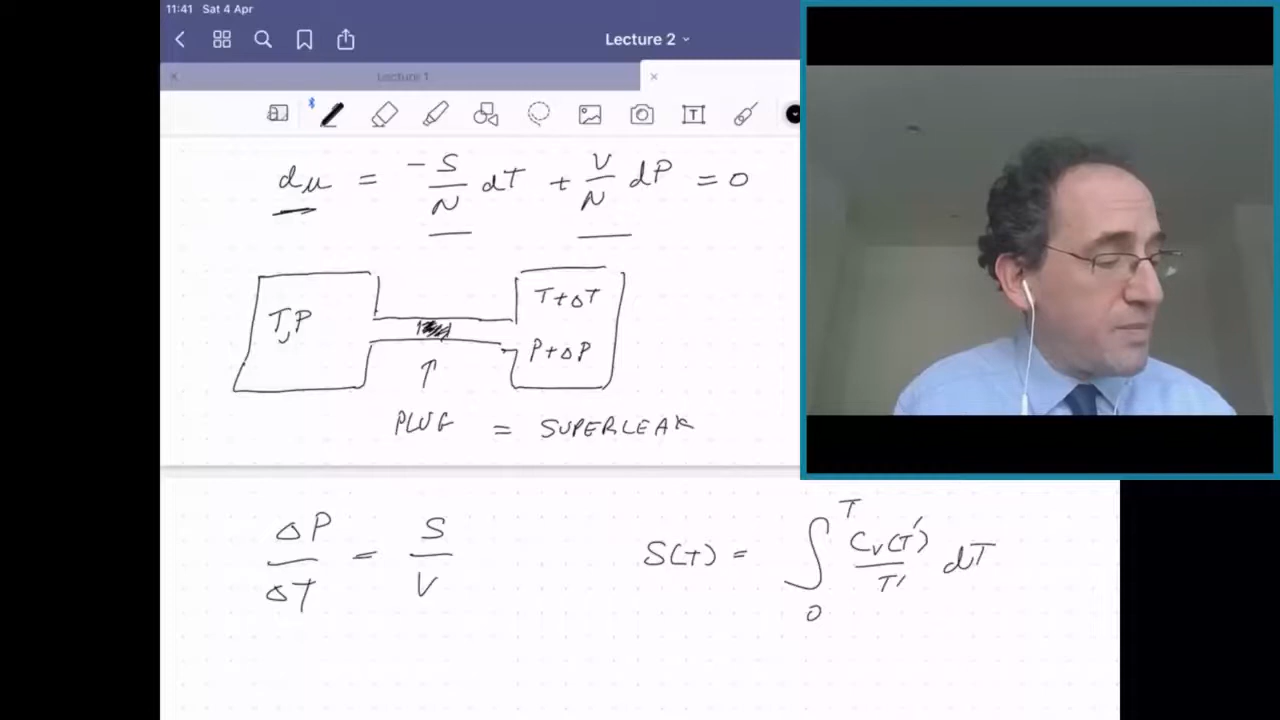 11:41 Sat 4 Apr
Lecture 2
Lecture 1
dμ = -S/N dT + V/N dP = 0
T, P
T+ΔT
P+ΔP
PLUG = SUPERLEAK
ΔP/ΔT = S/V
S(T) = ∫₀ᵀ Cᵥ(T')/T' dT